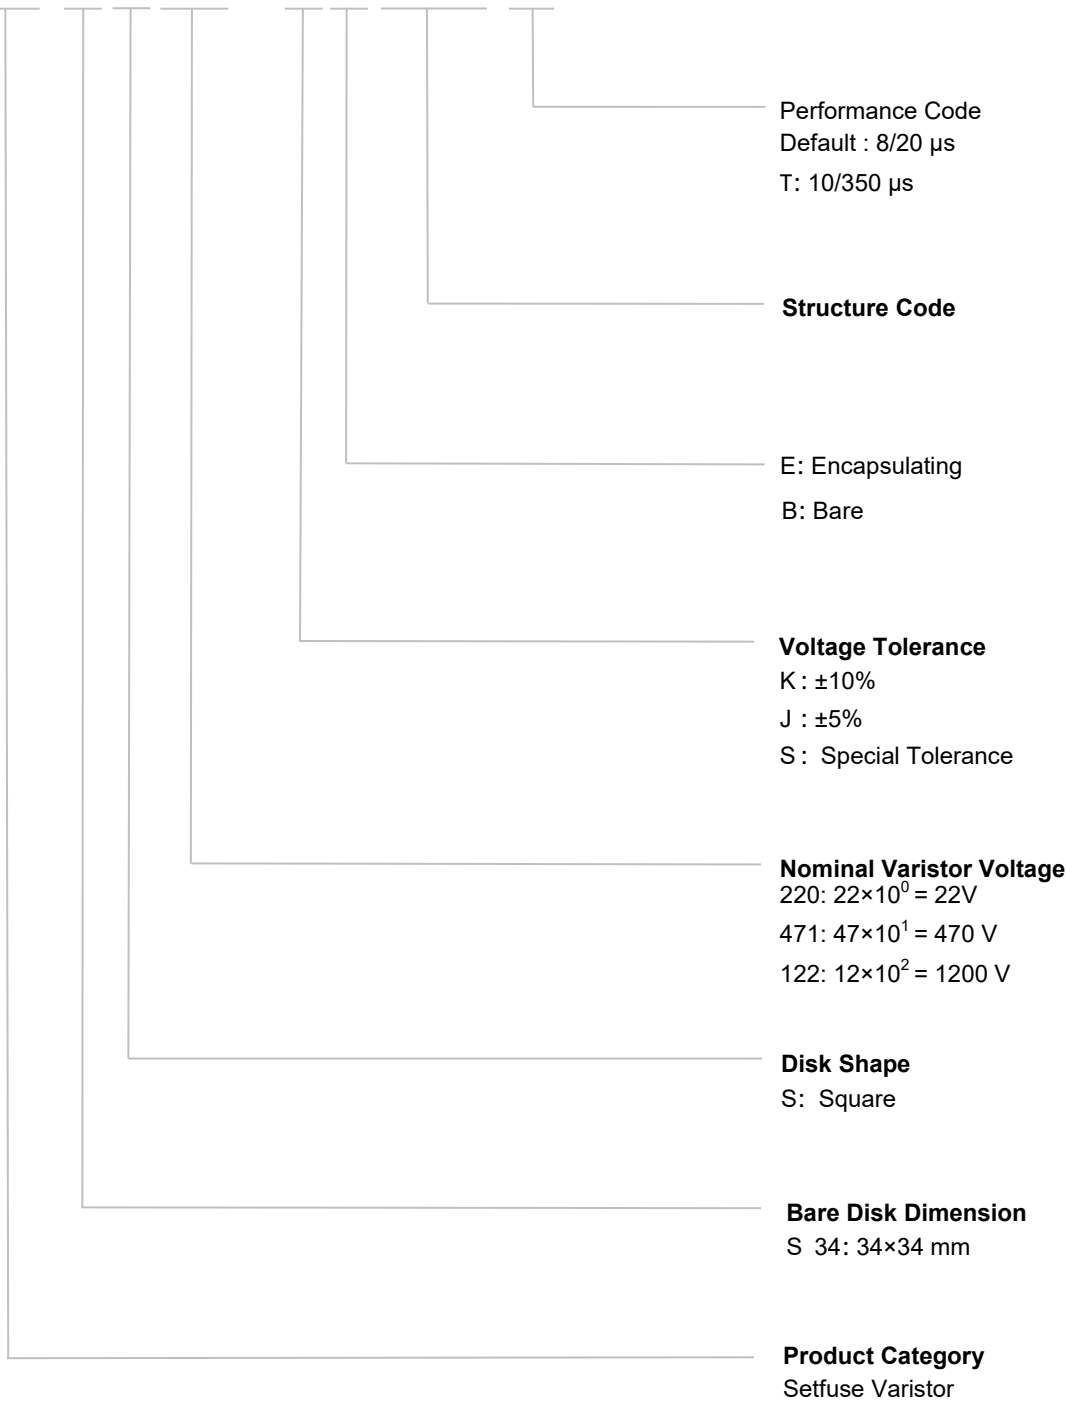 Performance Code
Default : 8/20 µs
T: 10/350 µs
Structure Code
E: Encapsulating
B: Bare
Voltage Tolerance
K : ±10%
J : ±5%
S : Special Tolerance
Nominal Varistor Voltage
220: 22×10⁰ = 22V
471: 47×10¹ = 470 V
122: 12×10² = 1200 V
Disk Shape
S: Square
Bare Disk Dimension
S 34: 34×34 mm
Product Category
Setfuse Varistor